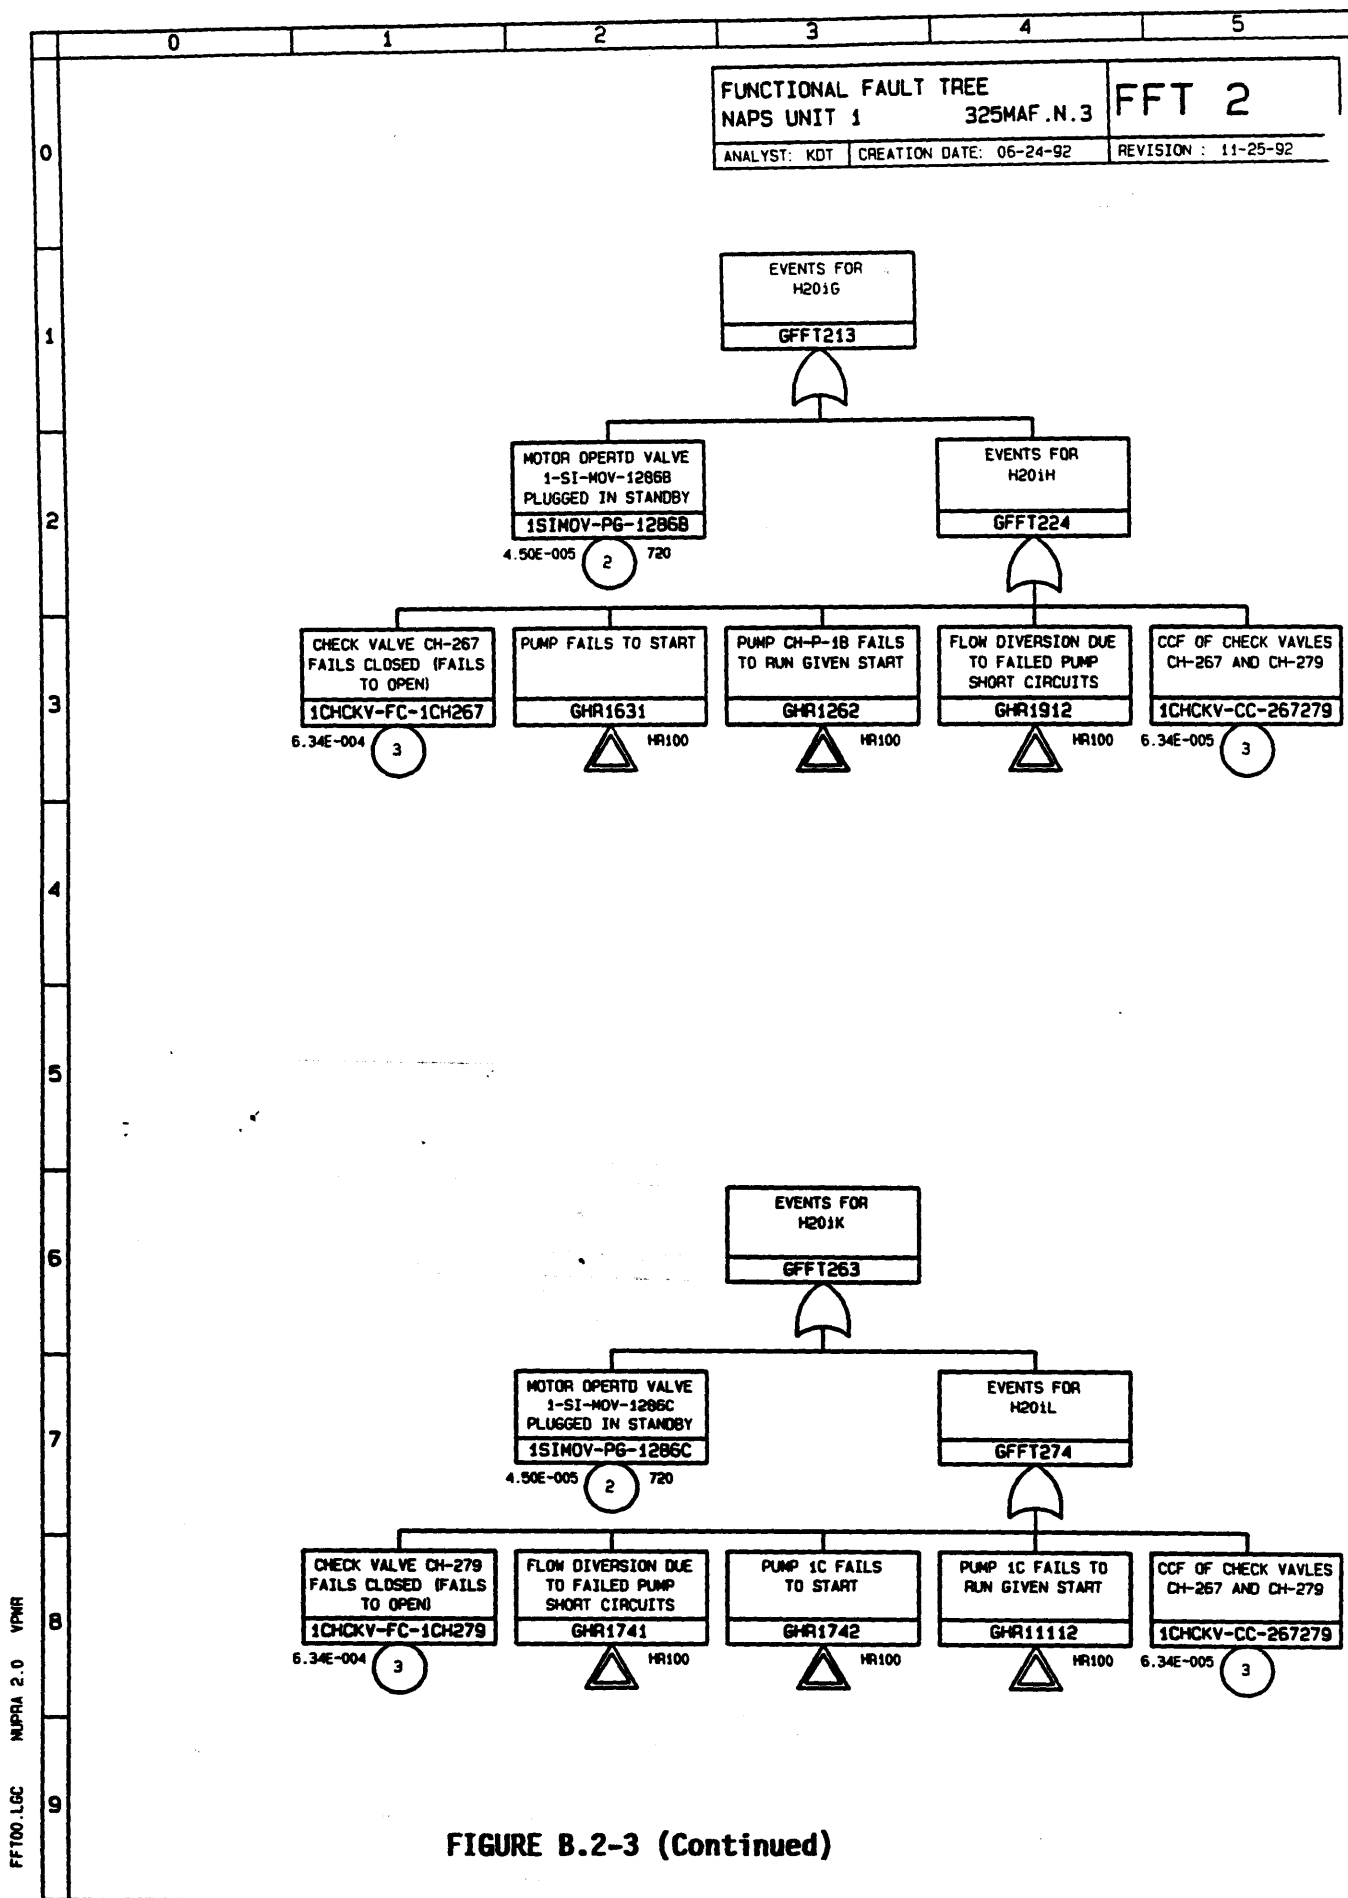 0 1 2 3 4 5
FUNCTIONAL FAULT TREE
NAPS UNIT 1 325MAF.N.3
FFT 2
ANALYST: KDT CREATION DATE: 06-24-92 REVISION : 11-25-92
0
EVENTS FOR
H201G
GFFT213
1
MOTOR OPERTD VALVE
1-SI-MOV-1286B
PLUGGED IN STANDBY
1SIMOV-PG-1286B
4.50E-005 2 720
EVENTS FOR
H201H
GFFT224
2
CHECK VALVE CH-267
FAILS CLOSED (FAILS
TO OPEN)
1CHCKV-FC-1CH267
6.34E-004 3
PUMP FAILS TO START
GHR1631
HR100
PUMP CH-P-1B FAILS
TO RUN GIVEN START
GHR1262
HR100
FLOW DIVERSION DUE
TO FAILED PUMP
SHORT CIRCUITS
GHR1912
HR100
CCF OF CHECK VAVLES
CH-267 AND CH-279
1CHCKV-CC-267279
6.34E-005 3
3
4
5
EVENTS FOR
H201K
GFFT263
6
MOTOR OPERTD VALVE
1-SI-MOV-1286C
PLUGGED IN STANDBY
1SIMOV-PG-1286C
4.50E-005 2 720
EVENTS FOR
H201L
GFFT274
7
CHECK VALVE CH-279
FAILS CLOSED (FAILS
TO OPEN)
1CHCKV-FC-1CH279
6.34E-004 3
FLOW DIVERSION DUE
TO FAILED PUMP
SHORT CIRCUITS
GHR1741
HR100
PUMP 1C FAILS
TO START
GHR1742
HR100
PUMP 1C FAILS TO
RUN GIVEN START
GHR11112
HR100
CCF OF CHECK VAVLES
CH-267 AND CH-279
1CHCKV-CC-267279
6.34E-005 3
8
9
FFT00.LGC NUPRA 2.0 VPNR
FIGURE B.2-3 (Continued)